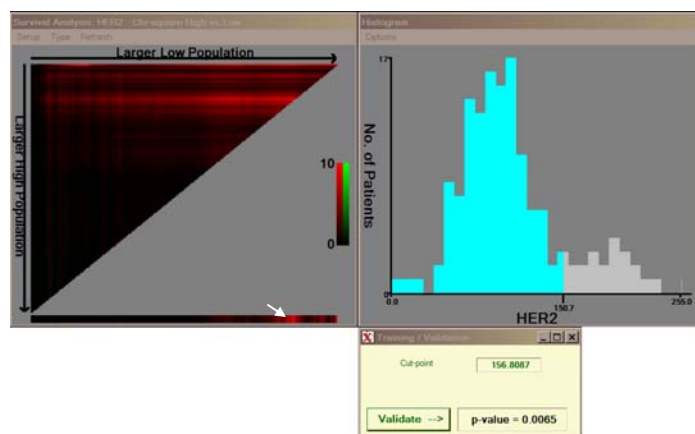 Survival Analysis: HER2 - Chi-square High vs. Low
Setup Type Refresh
Larger Low Population
Larger High Population
10
0
Histogram
Options
17
No. of Patients
0
0.0
150.7
255.0
HER2
Training / Validation
Cut-point
156.8087
Validate -->
p-value = 0.0065